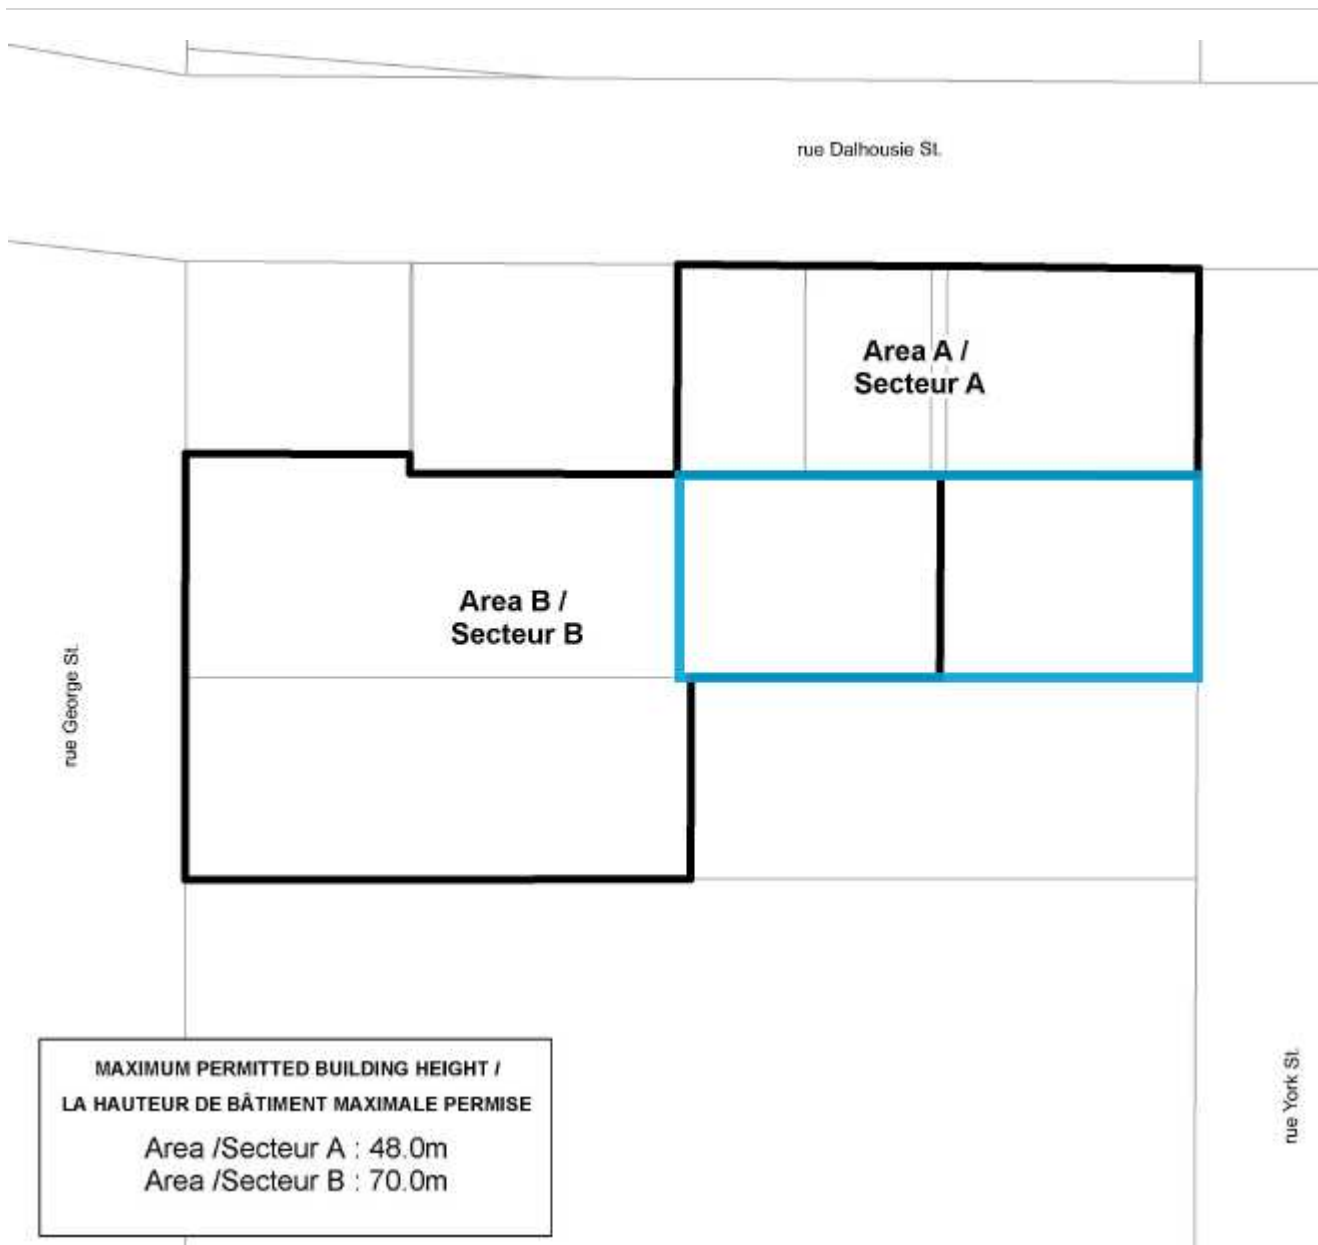 rue Dalhousie St.
Area A /
Secteur A
Area B /
Secteur B
rue George St.
MAXIMUM PERMITTED BUILDING HEIGHT /
LA HAUTEUR DE BÂTIMENT MAXIMALE PERMISE
Area /Secteur A : 48.0m
Area /Secteur B : 70.0m
rue York St.